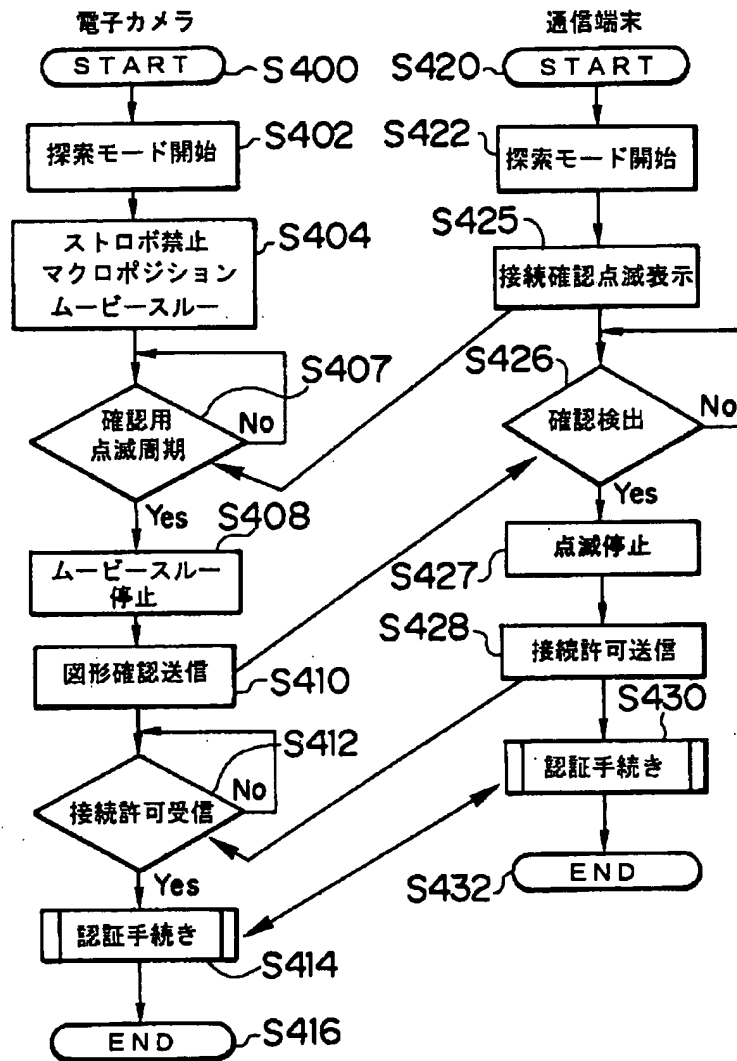 電子カメラ
START
S400
探索モード開始
S402
ストロボ禁止
マクロポジション
ムービースルー
S404
確認用
点滅周期
S407
No
Yes
S408
ムービースルー
停止
図形確認送信
S410
S412
接続許可受信
No
Yes
認証手続き
S414
END
S416
通信端末
S420
START
S422
探索モード開始
S425
接続確認点滅表示
S426
確認検出
No
Yes
点滅停止
S427
S428
接続許可送信
S430
認証手続き
S432
END